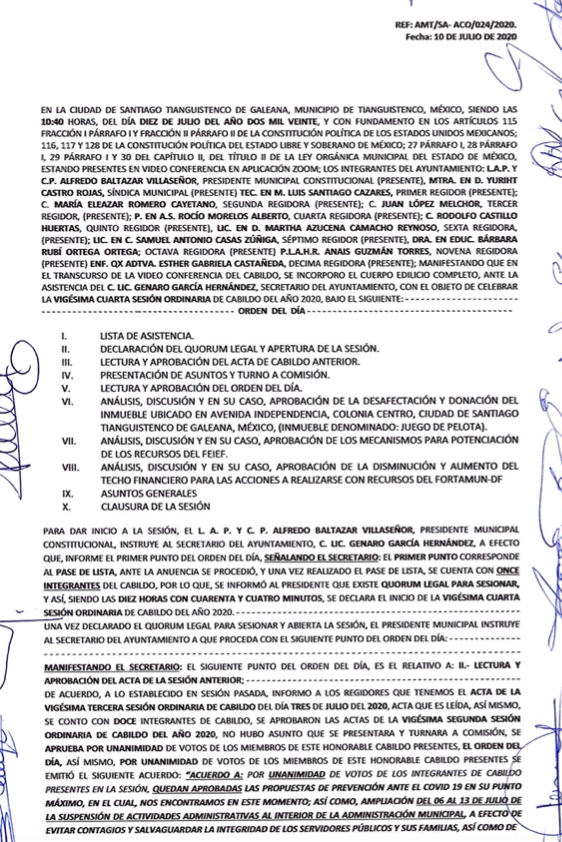 REF: AMT/SA- ACO/024/2020.
Fecha: 10 DE JULIO DE 2020
EN LA CIUDAD DE SANTIAGO TIANGUISTENCO DE GALEANA, MUNICIPIO DE TIANGUISTENCO, MÉXICO, SIENDO LAS
10:40 HORAS, DEL DÍA DIEZ DE JULIO DEL AÑO DOS MIL VEINTE, Y CON FUNDAMENTO EN LOS ARTICULOS 115
FRACCIÓN I PÁRRAFO I Y FRACCIÓN II PÁRRAFO II DE LA CONSTITUCIÓN POLÍTICA DE LOS ESTADOS UNIDOS MEXICANOS;
116, 117 Y 128 DE LA CONSTITUCIÓN POLÍTICA DEL ESTADO LIBRE Y SOBERANO DE MÉXICO; 27 PÁRRAFO I, 28 PÁRRAFO
I, 29 PÁRRAFO I Y 30 DEL CAPÍTULO II, DEL TÍTULO II DE LA LEY ORGÁNICA MUNICIPAL DEL ESTADO DE MÉXICO,
ESTANDO PRESENTES EN VIDEO CONFERENCIA EN APLICACIÓN ZOOM; LOS INTEGRANTES DEL AYUNTAMIENTO: L.A.P. Y
C.P. ALFREDO BALTAZAR VILLASEÑOR, PRESIDENTE MUNICIPAL CONSTITUCIONAL (PRESENTE), MTRA. EN D. YURIHT
CASTRO ROJAS, SÍNDICA MUNICIPAL (PRESENTE) TEC. EN M. LUIS SANTIAGO CAZARES, PRIMER REGIDOR (PRESENTE);
C. MARÍA ELEAZAR ROMERO CAYETANO, SEGUNDA REGIDORA (PRESENTE); C. JUAN LÓPEZ MELCHOR, TERCER
REGIDOR, (PRESENTE); P. EN A.S. ROCÍO MORELOS ALBERTO, CUARTA REGIDORA (PRESENTE); C. RODOLFO CASTILLO
HUERTAS, QUINTO REGIDOR (PRESENTE), LIC. EN D. MARTHA AZUCENA CAMACHO REYNOSO, SEXTA REGIDORA,
(PRESENTE); LIC. EN C. SAMUEL ANTONIO CASAS ZÚÑIGA, SÉPTIMO REGIDOR (PRESENTE), DRA. EN EDUC. BÁRBARA
RUBÍ ORTEGA ORTEGA; OCTAVA REGIDORA (PRESENTE) P.L.A.H.R. ANAIS GUZMÁN TORRES, NOVENA REGIDORA
(PRESENTE) ENF. QX ADTVA. ESTHER GABRIELA CASTAÑEDA, DECIMA REGIDORA (PRESENTE); MANIFESTANDO QUE EN
EL TRANSCURSO DE LA VIDEO CONFERENCIA DEL CABILDO, SE INCORPORO EL CUERPO EDILICIO COMPLETO, ANTE LA
ASISTENCIA DEL C. LIC. GENARO GARCÍA HERNÁNDEZ, SECRETARIO DEL AYUNTAMIENTO, CON EL OBJETO DE CELEBRAR
LA VIGÉSIMA CUARTA SESIÓN ORDINARIA DE CABILDO DEL AÑO 2020, BAJO EL SIGUIENTE:
ORDEN DEL DÍA
I. LISTA DE ASISTENCIA.
II. DECLARACIÓN DEL QUORUM LEGAL Y APERTURA DE LA SESIÓN.
III. LECTURA Y APROBACIÓN DEL ACTA DE CABILDO ANTERIOR.
IV. PRESENTACIÓN DE ASUNTOS Y TURNO A COMISIÓN.
V. LECTURA Y APROBACIÓN DEL ORDEN DEL DÍA.
VI. ANÁLISIS, DISCUSIÓN Y EN SU CASO, APROBACIÓN DE LA DESAFECTACIÓN Y DONACIÓN DEL
INMUEBLE UBICADO EN AVENIDA INDEPENDENCIA, COLONIA CENTRO, CIUDAD DE SANTIAGO
TIANGUISTENCO DE GALEANA, MÉXICO, (INMUEBLE DENOMINADO: JUEGO DE PELOTA).
VII. ANÁLISIS, DISCUSIÓN Y EN SU CASO, APROBACIÓN DE LOS MECANISMOS PARA POTENCIACIÓN
DE LOS RECURSOS DEL FEIEF.
VIII. ANÁLISIS, DISCUSIÓN Y EN SU CASO, APROBACIÓN DE LA DISMINUCIÓN Y AUMENTO DEL
TECHO FINANCIERO PARA LAS ACCIONES A REALIZARSE CON RECURSOS DEL FORTAMUN-DF
IX. ASUNTOS GENERALES
X. CLAUSURA DE LA SESIÓN
PARA DAR INICIO A LA SESIÓN, EL L. A. P. Y C. P. ALFREDO BALTAZAR VILLASEÑOR, PRESIDENTE MUNICIPAL
CONSTITUCIONAL, INSTRUYE AL SECRETARIO DEL AYUNTAMIENTO, C. LIC. GENARO GARCÍA HERNÁNDEZ, A EFECTO
QUE, INFORME EL PRIMER PUNTO DEL ORDEN DEL DÍA, SEÑALANDO EL SECRETARIO: EL PRIMER PUNTO CORRESPONDE
AL PASE DE LISTA, ANTE LA ANUENCIA SE PROCEDIÓ, Y UNA VEZ REALIZADO EL PASE DE LISTA, SE CUENTA CON ONCE
INTEGRANTES DEL CABILDO, POR LO QUE, SE INFORMÓ AL PRESIDENTE QUE EXISTE QUORUM LEGAL PARA SESIONAR,
Y ASÍ, SIENDO LAS DIEZ HORAS CON CUARENTA Y CUATRO MINUTOS, SE DECLARA EL INICIO DE LA VIGÉSIMA CUARTA
SESIÓN ORDINARIA DE CABILDO DEL AÑO 2020.
UNA VEZ DECLARADO EL QUORUM LEGAL PARA SESIONAR Y ABIERTA LA SESIÓN, EL PRESIDENTE MUNICIPAL INSTRUYE
AL SECRETARIO DEL AYUNTAMIENTO A QUE PROCEDA CON EL SIGUIENTE PUNTO DEL ORDEN DEL DÍA:
MANIFESTANDO EL SECRETARIO: EL SIGUIENTE PUNTO DEL ORDEN DEL DÍA, ES EL RELATIVO A: II.- LECTURA Y
APROBACIÓN DEL ACTA DE LA SESIÓN ANTERIOR;
DE ACUERDO, A LO ESTABLECIDO EN SESIÓN PASADA, INFORMO A LOS REGIDORES QUE TENEMOS EL ACTA DE LA
VIGÉSIMA TERCERA SESIÓN ORDINARIA DE CABILDO DEL DÍA TRES DE JULIO DEL 2020, ACTA QUE ES LEÍDA, ASÍ MISMO,
SE CONTO CON DOCE INTEGRANTES DE CABILDO, SE APROBARON LAS ACTAS DE LA VIGÉSIMA SEGUNDA SESIÓN
ORDINARIA DE CABILDO DEL AÑO 2020, NO HUBO ASUNTO QUE SE PRESENTARA Y TURNARA A COMISIÓN, SE
APRUEBA POR UNANIMIDAD DE VOTOS DE LOS MIEMBROS DE ESTE HONORABLE CABILDO PRESENTES, EL ORDEN DEL
DÍA, ASÍ MISMO, POR UNANIMIDAD DE VOTOS DE LOS MIEMBROS DE ESTE HONORABLE CABILDO PRESENTES SE
EMITIÓ EL SIGUIENTE ACUERDO: "ACUERDO A: POR UNANIMIDAD DE VOTOS DE LOS INTEGRANTES DE CABILDO
PRESENTES EN LA SESIÓN, QUEDAN APROBADAS LAS PROPUESTAS DE PREVENCIÓN ANTE EL COVID 19 EN SU PUNTO
MÁXIMO, EN EL CUAL, NOS ENCONTRAMOS EN ESTE MOMENTO; ASÍ COMO, AMPLIACIÓN DEL 06 AL 13 DE JULIO DE
LA SUSPENSIÓN DE ACTIVIDADES ADMINISTRATIVAS AL INTERIOR DE LA ADMINISTRACIÓN MUNICIPAL, A EFECTO DE
EVITAR CONTAGIOS Y SALVAGUARDAR LA INTEGRIDAD DE LOS SERVIDORES PÚBLICOS Y SUS FAMILIAS, ASÍ COMO DE